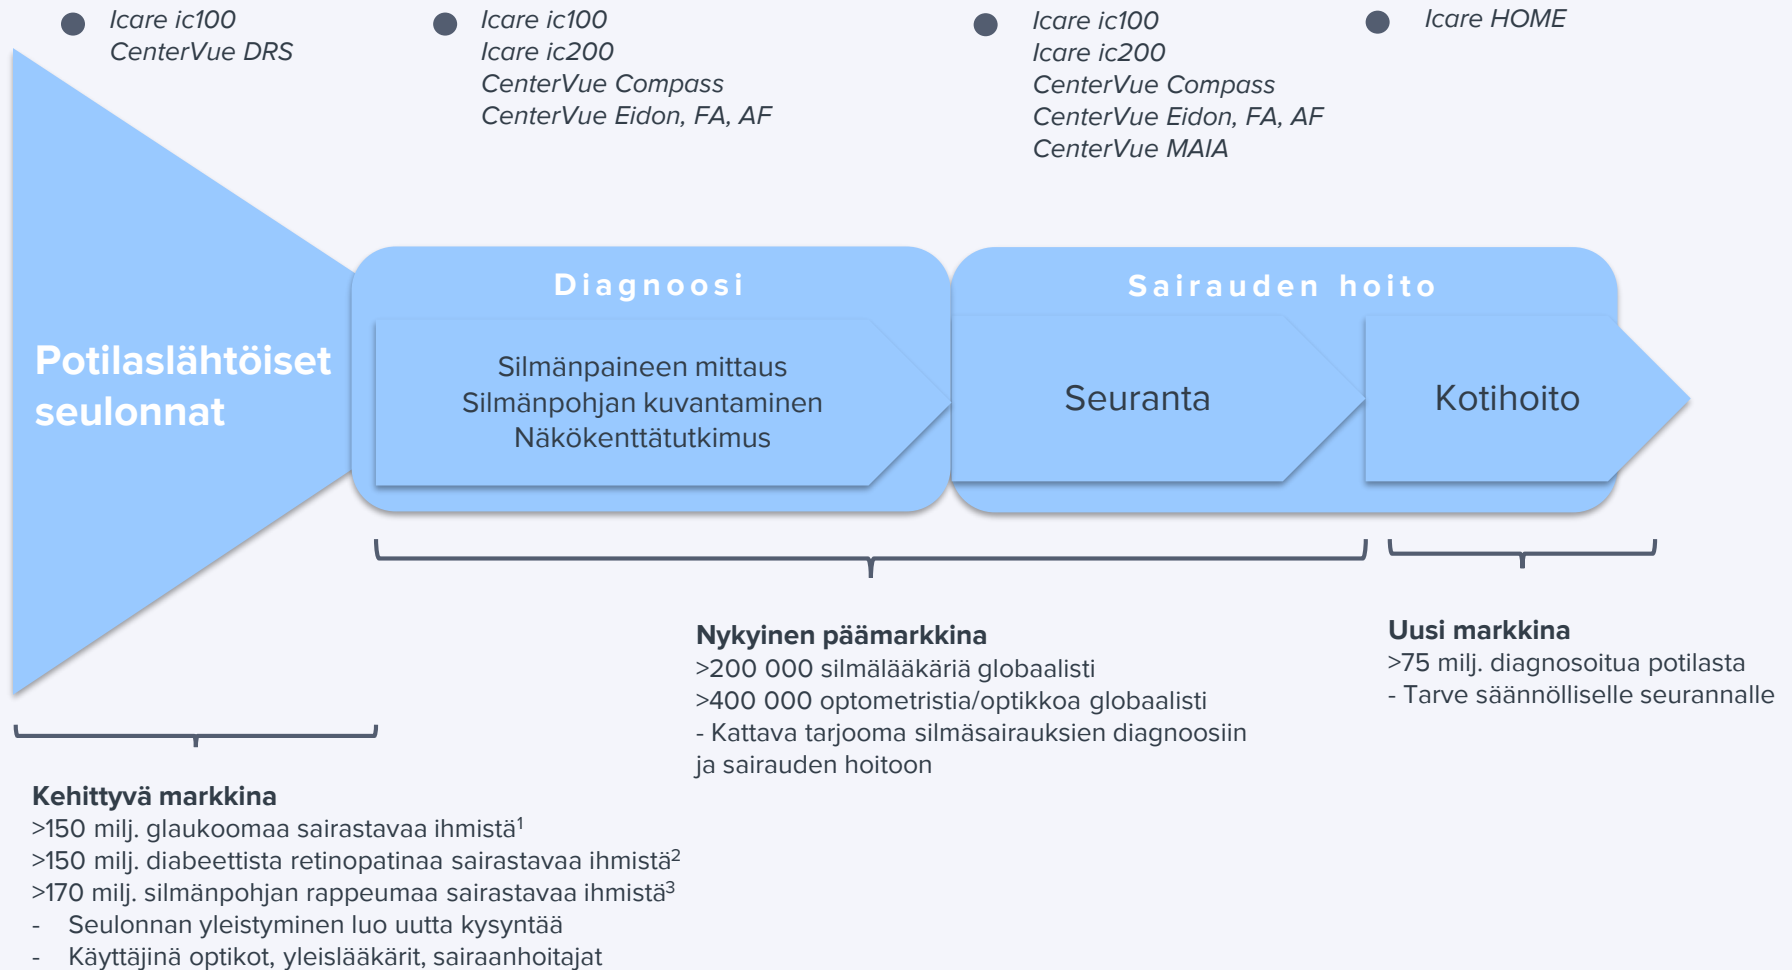 Icare ic100
CenterVue DRS
Icare ic100
Icare ic200
CenterVue Compass
CenterVue Eidon, FA, AF
Icare ic100
Icare ic200
CenterVue Compass
CenterVue Eidon, FA, AF
CenterVue MAIA
Icare HOME
Potilaslähtöiset
seulonnat
Diagnoosi
Silmänpaineen mittaus
Silmänpohjan kuvantaminen
Näkökenttätutkimus
Sairauden hoito
Seuranta
Kotihoito
Nykyinen päämarkkina
>200 000 silmälääkäriä globaalisti
>400 000 optometristia/optikkoa globaalisti
- Kattava tarjooma silmäsairauksien diagnoosiin
ja sairauden hoitoon
Uusi markkina
>75 milj. diagnosoitua potilasta
- Tarve säännölliselle seurannalle
Kehittyvä markkina
>150 milj. glaukoomaa sairastavaa ihmistä¹
>150 milj. diabeettista retinopatinaa sairastavaa ihmistä²
>170 milj. silmänpohjan rappeumaa sairastavaa ihmistä³
- Seulonnan yleistyminen luo uutta kysyntää
- Käyttäjinä optikot, yleislääkärit, sairaanhoitajat